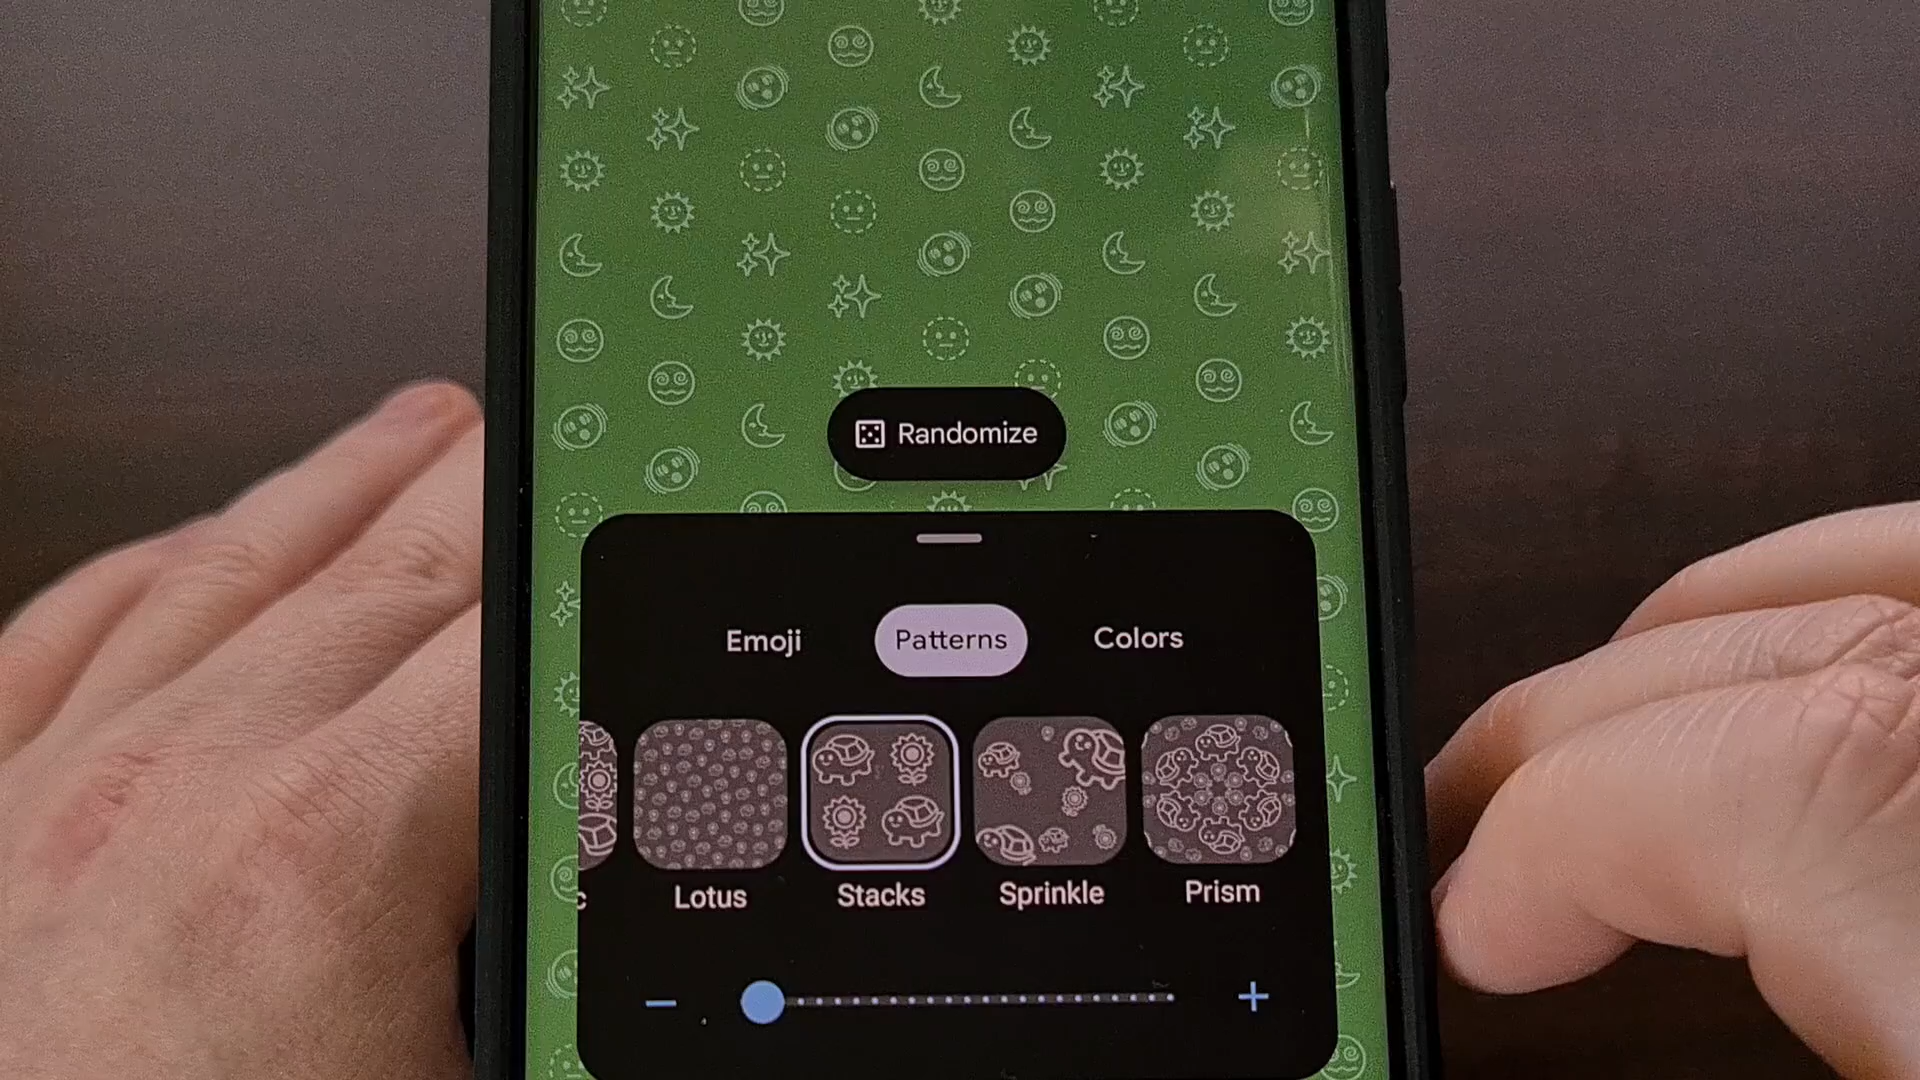 Randomize
Emoji
Patterns
Colors
c
Lotus
Stacks
Sprinkle
Prism